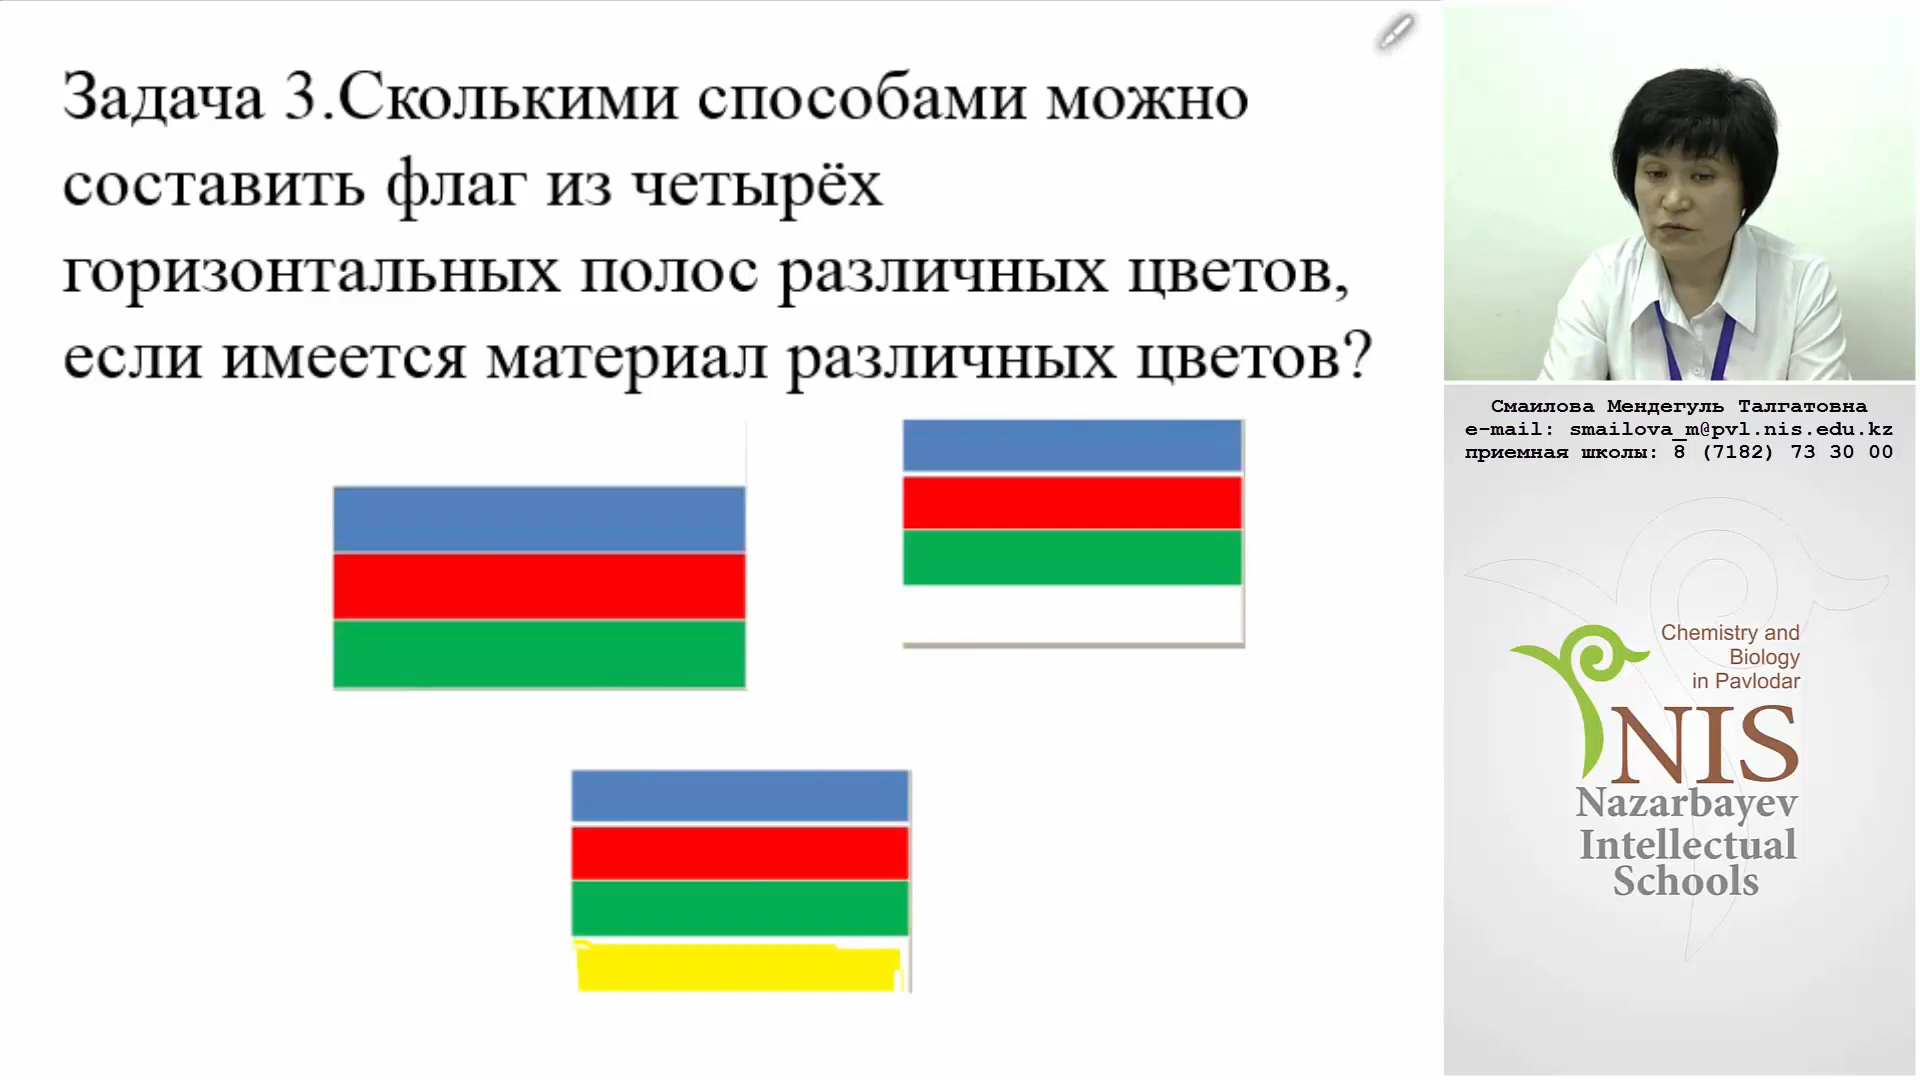 Задача 3.Сколькими способами можно
составить флаг из четырёх
горизонтальных полос различных цветов,
если имеется материал различных цветов?
Смаилова Мендегуль Талгатовна
e-mail: smailova_m@pvl.nis.edu.kz
приемная школы: 8 (7182) 73 30 00
Chemistry and
Biology
in Pavlodar
NIS
Nazarbayev
Intellectual
Schools